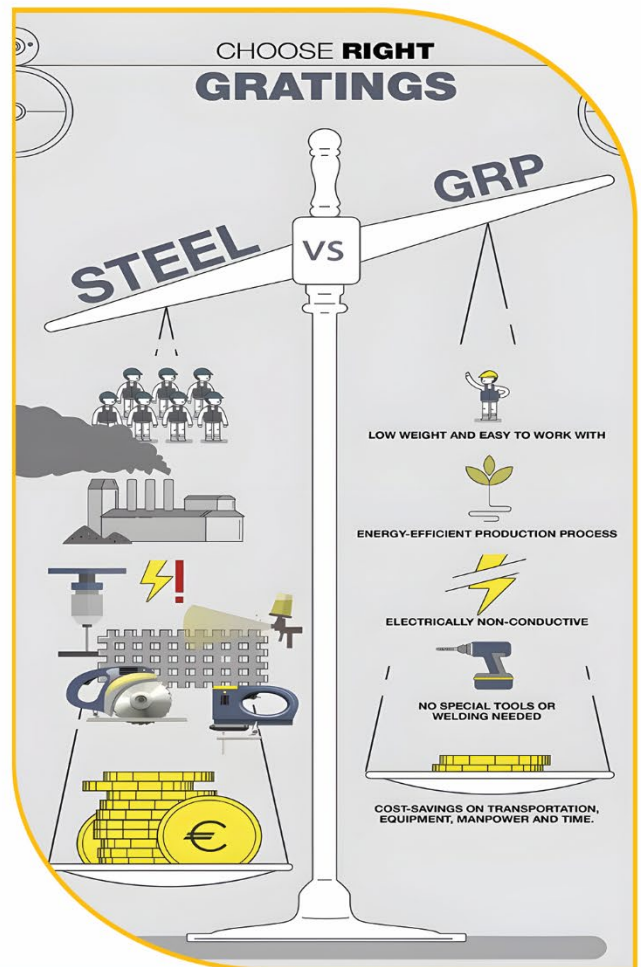 CHOOSE RIGHT
GRATINGS
STEEL
VS
GRP
LOW WEIGHT AND EASY TO WORK WITH
ENERGY-EFFICIENT PRODUCTION PROCESS
ELECTRICALLY NON-CONDUCTIVE
NO SPECIAL TOOLS OR
WELDING NEEDED
COST-SAVINGS ON TRANSPORTATION,
EQUIPMENT, MANPOWER AND TIME.
!
€